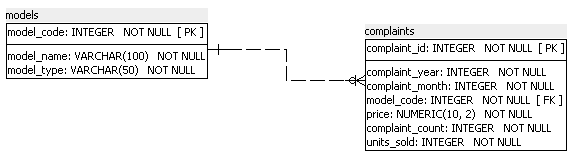 models
model_code: INTEGER NOT NULL [ PK ]
model_name: VARCHAR(100) NOT NULL
model_type: VARCHAR(50) NOT NULL
complaints
complaint_id: INTEGER NOT NULL [ PK ]
complaint_year: INTEGER NOT NULL
complaint_month: INTEGER NOT NULL
model_code: INTEGER NOT NULL [ FK ]
price: NUMERIC(10, 2) NOT NULL
complaint_count: INTEGER NOT NULL
units_sold: INTEGER NOT NULL